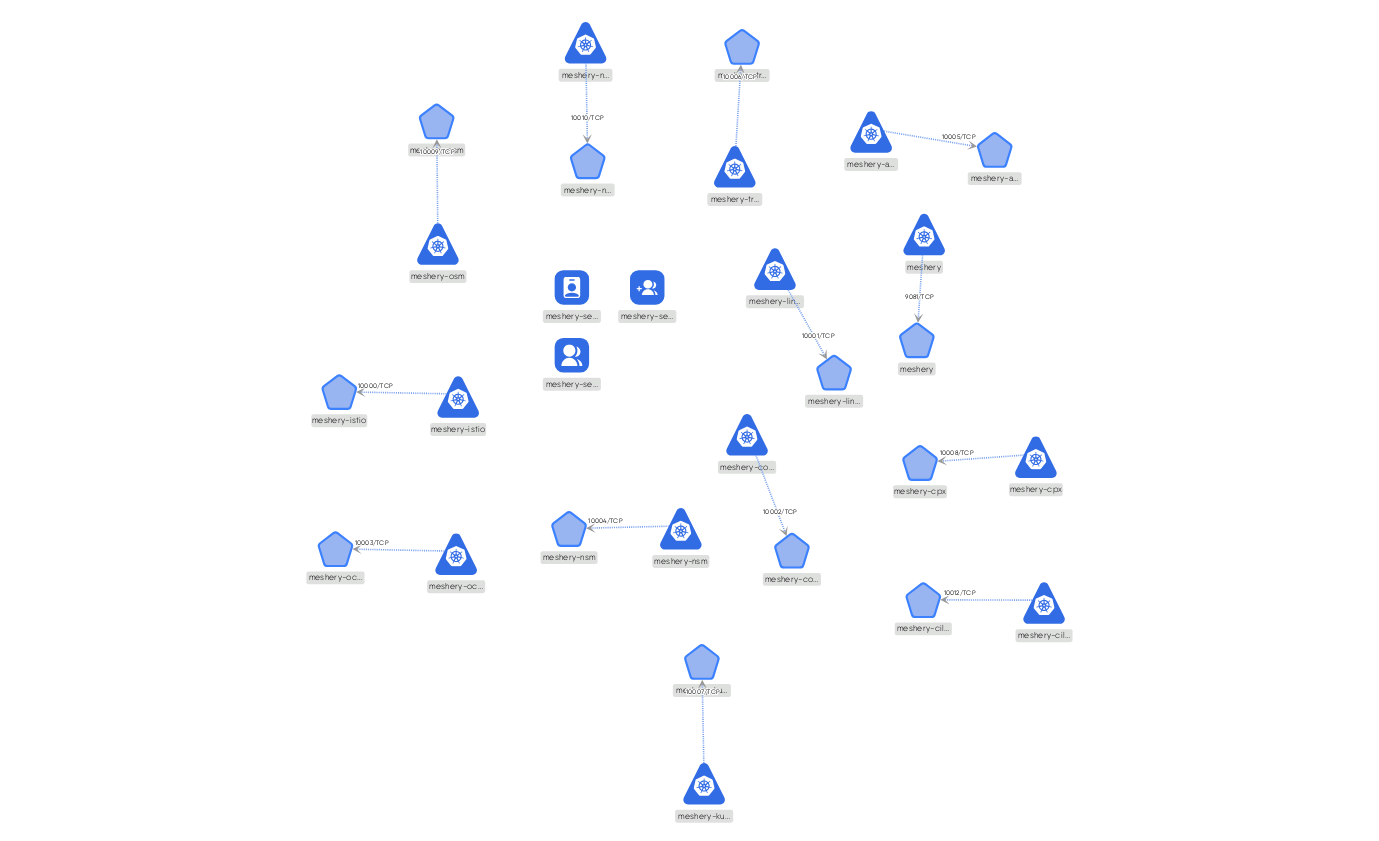 meshery-n...
10010/TCP
meshery-n...
10006/TCP
meshery-tr...
10009/TCP
meshery-osm
meshery-a...
10005/TCP
meshery-a...
meshery
9081/TCP
meshery
meshery-se...
meshery-se...
meshery-se...
meshery-lin...
10001/TCP
meshery-lin...
10000/TCP
meshery-istio
meshery-istio
meshery-co...
10002/TCP
meshery-co...
10008/TCP
meshery-cpx
meshery-cpx
10004/TCP
meshery-nsm
meshery-nsm
10003/TCP
meshery-oc...
meshery-oc...
10012/TCP
meshery-cil...
meshery-cil...
10007/TCP
meshery-ku...